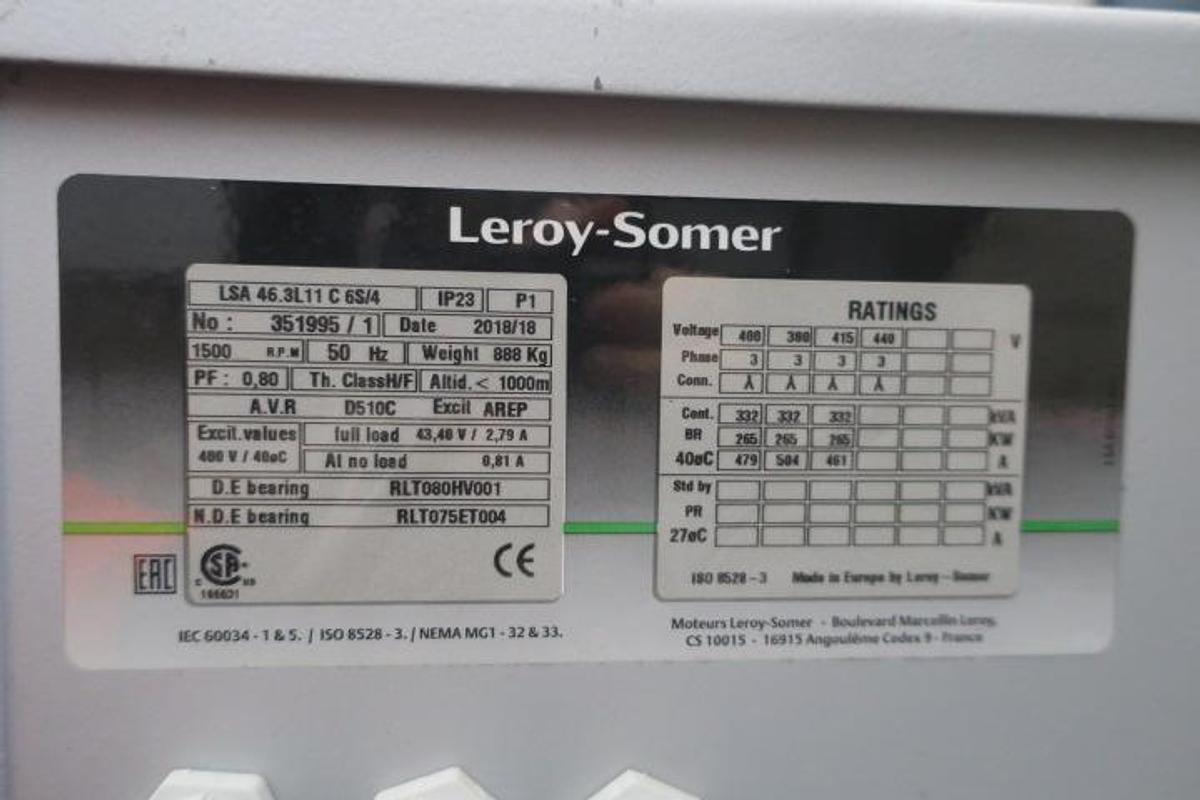 Leroy-Somer
LSA 46.3L11 C 6S/4 IP23 P1
No : 351995 / 1 Date 2018/18
1500 R.P.M 50 Hz Weight 888 Kg
PF : 0,80 Th. ClassH/F Altid. < 1000m
A.V.R D510C Excit AREP
Excit.values full load 43,40 V / 2,79 A
400 V / 40øC At no load 0,81 A
D.E bearing RLT080HV001
N.D.E bearing RLT075ET004
EAC
C SA US CE
166631
IEC 60034 - 1 & 5. / ISO 8528 - 3. / NEMA MG1 - 32 & 33.
RATINGS
Voltage 400 380 415 440 V
Phase 3 3 3 3
Conn. Y Y Y Y
Cont. 332 332 332 kVA
BR 265 265 265 KW
40øC 479 504 461 A
Std by kVA
PR KW
27øC A
ISO 8528 - 3 Made in Europe by Leroy - Somer
Moteurs Leroy-Somer - Boulevard Marcellin Leroy,
CS 10015 - 16915 Angoulême Cedex 9 - France